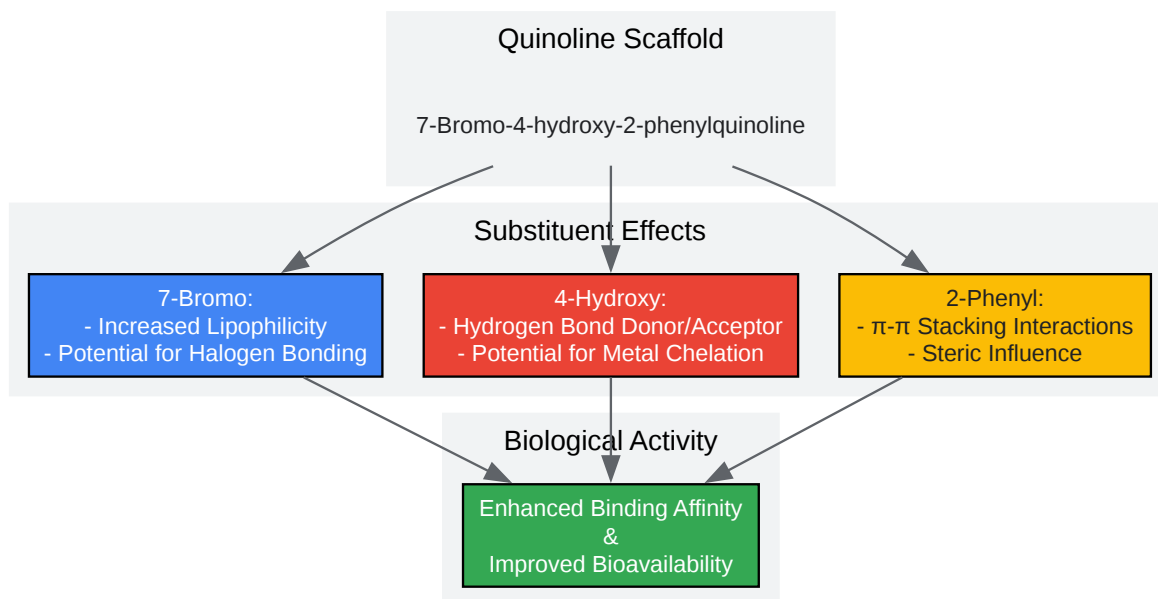 Quinoline Scaffold
7-Bromo-4-hydroxy-2-phenylquinoline
Substituent Effects
7-Bromo:
- Increased Lipophilicity
- Potential for Halogen Bonding
4-Hydroxy:
- Hydrogen Bond Donor/Acceptor
- Potential for Metal Chelation
2-Phenyl:
- π-π Stacking Interactions
- Steric Influence
Biological Activity
Enhanced Binding Affinity
&
Improved Bioavailability